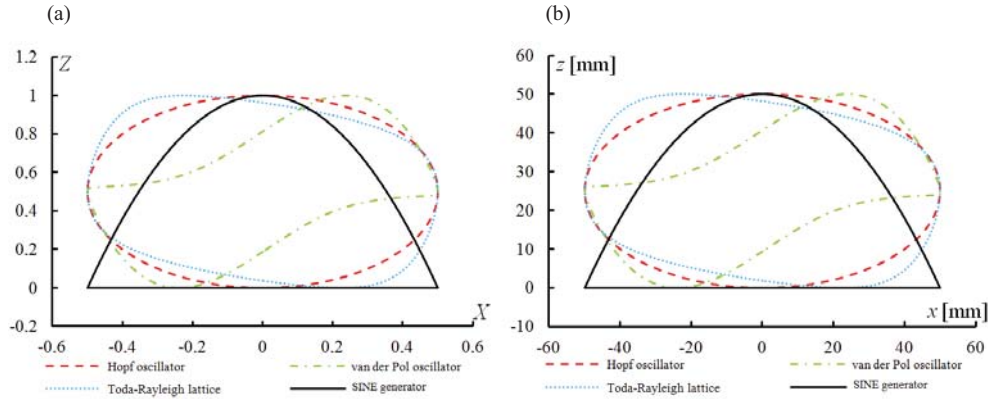 (a)
(b)
1.2
Z
1
0.8
0.6
0.4
0.2
0
-0.2
X
-0.6
-0.4
-0.2
0
0.2
0.4
0.6
Hopf oscillator
van der Pol oscillator
Toda-Rayleigh lattice
SINE generator
60
z [mm]
50
40
30
20
10
0
-10
x [mm]
-60
-40
-20
0
20
40
60
Hopf oscillator
van der Pol oscillator
Toda-Rayleigh lattice
SINE generator